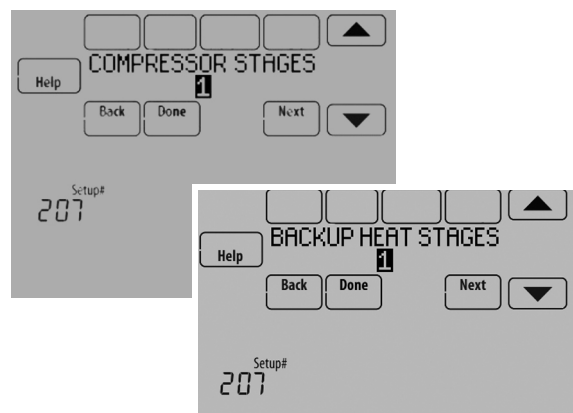 COMPRESSOR STAGES
Help
1
Back Done Next
Setup#
207
BACKUP HEAT STAGES
Help
1
Back Done Next
Setup#
207